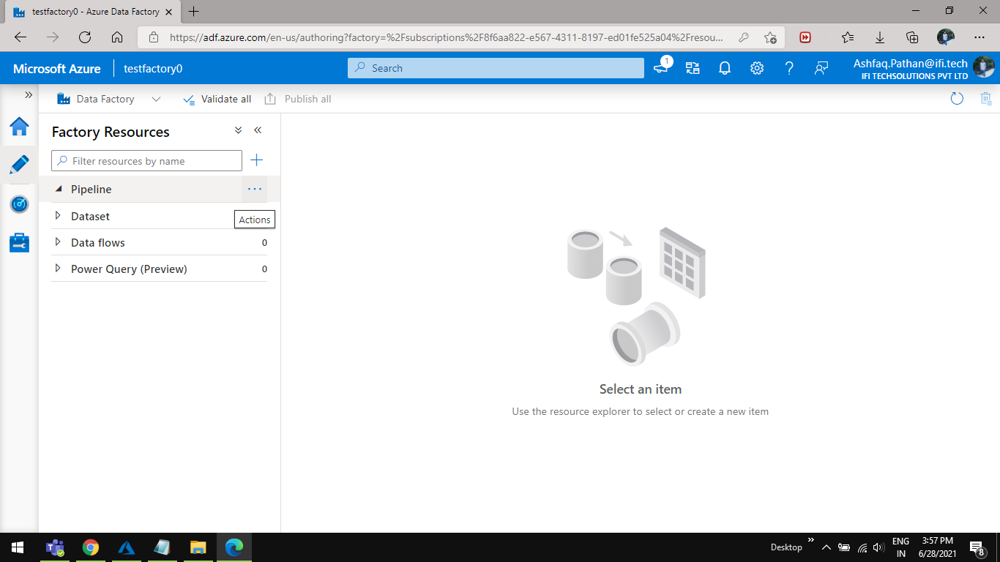 testfactory0 - Azure Data Factory
https://adf.azure.com/en-us/authoring?factory=%2Fsubscriptions%2F8f6aa822-e567-4311-8197-ed01fe525a04%2Fresou...
Microsoft Azure
testfactory0
Search
1
Ashfaq.Pathan@ifi.tech
IFI TECHSOLUTIONS PVT LTD
Data Factory
Validate all
Publish all
Factory Resources
Filter resources by name
Pipeline
Dataset
Actions
Data flows 0
Power Query (Preview) 0
Select an item
Use the resource explorer to select or create a new item
Desktop
ENG
IN
3:57 PM
6/28/2021
8